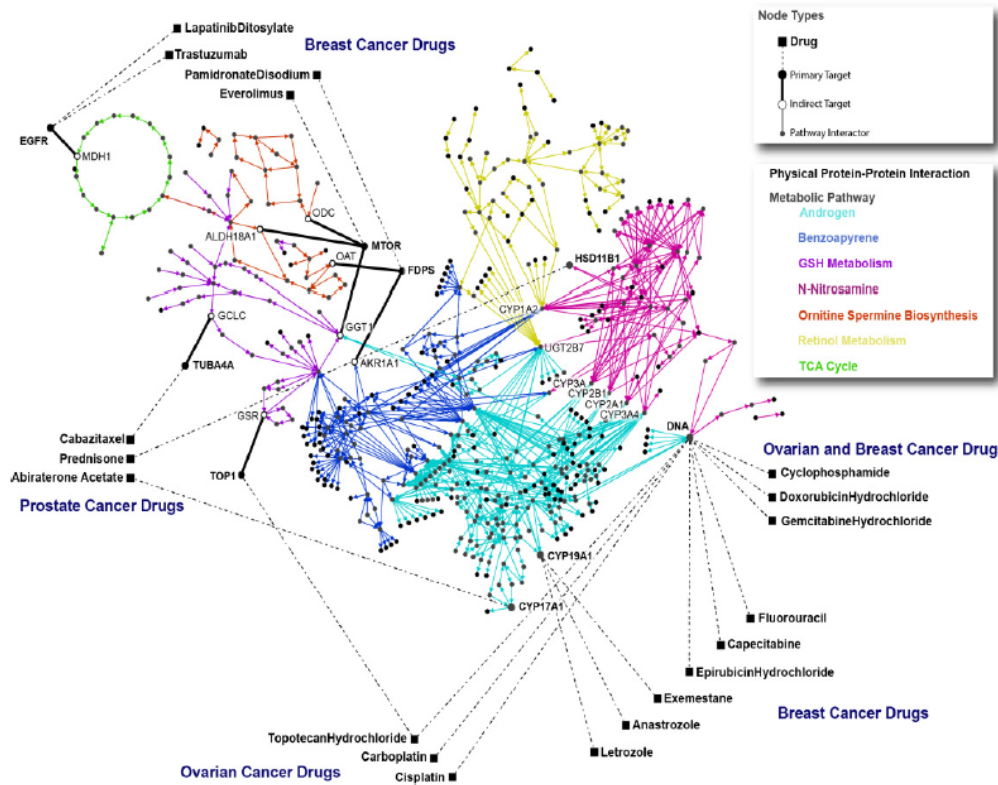 LapatinibDitosylate
Breast Cancer Drugs
Trastuzumab
PamidronateDisodium
Everolimus
EGFR
MDH1
ODC
ALDH18A1
MTOR
OAT
FDPS
HSD11B1
CYP1A2
GCLC
GGT1
UGT2B7
TUBA4A
AKR1A1
CYP3A
CYP2B1
CYP2A1
CYP3A4
GSR
DNA
Cabazitaxel
Prednisone
Abiraterone Acetate
Prostate Cancer Drugs
TOP1
CYP19A1
CYP17A1
Ovarian and Breast Cancer Drug
Cyclophosphamide
DoxorubicinHydrochloride
GemcitabineHydrochloride
Fluorouracil
Capecitabine
EpirubicinHydrochloride
Exemestane
Breast Cancer Drugs
Anastrozole
Letrozole
TopotecanHydrochloride
Carboplatin
Ovarian Cancer Drugs
Cisplatin
Node Types
Drug
Primary Target
Indirect Target
Pathway Interactor
Physical Protein-Protein Interaction
Metabolic Pathway
Androgen
Benzoapyrene
GSH Metabolism
N-Nitrosamine
Ornitine Spermine Biosynthesis
Retinol Metabolism
TCA Cycle